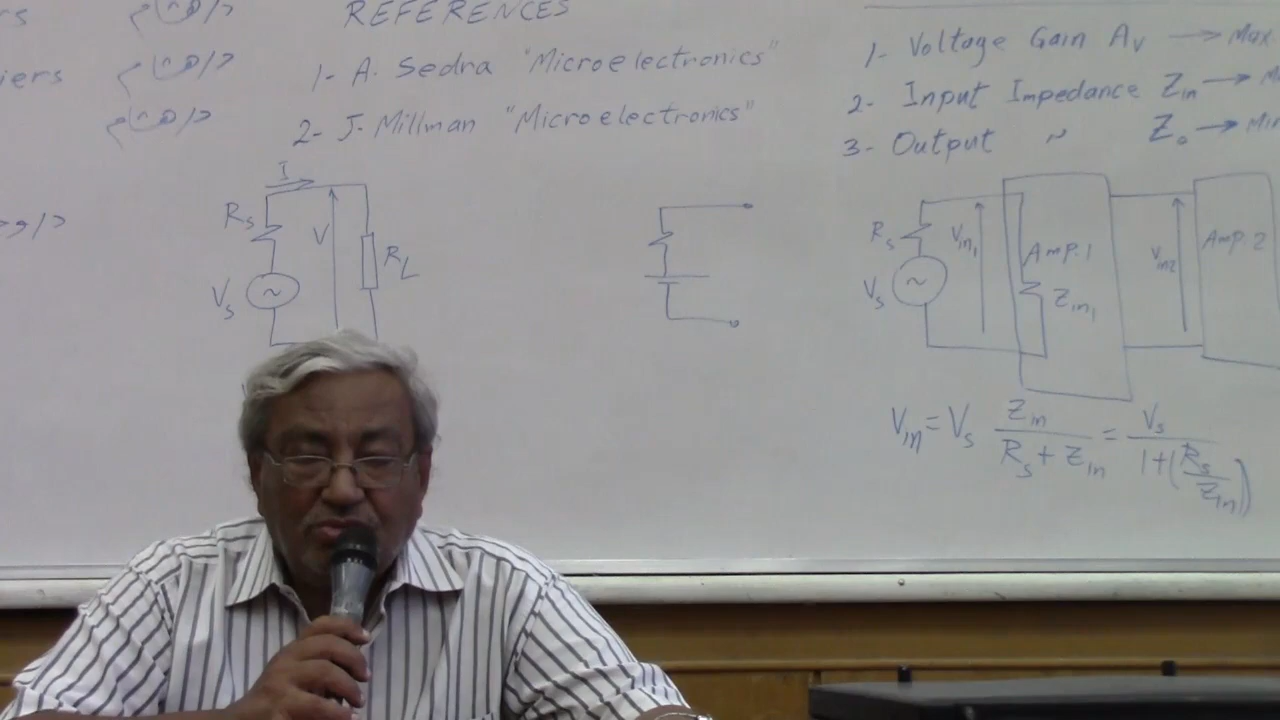 REFERENCES
1- A. Sedra "Microelectronics"
2- J. Millman "Microelectronics"
1- Voltage Gain Av → Max.
2- Input Impedance Zin →
3- Output " Zo → Min
I
Rs
V
RL
Vs
Rs
Vin1
Amp.1
Vin2
Amp.2
Vs
Zin1
Vin = Vs Zin / Rs + Zin = Vs / 1+(Rs/Zin)